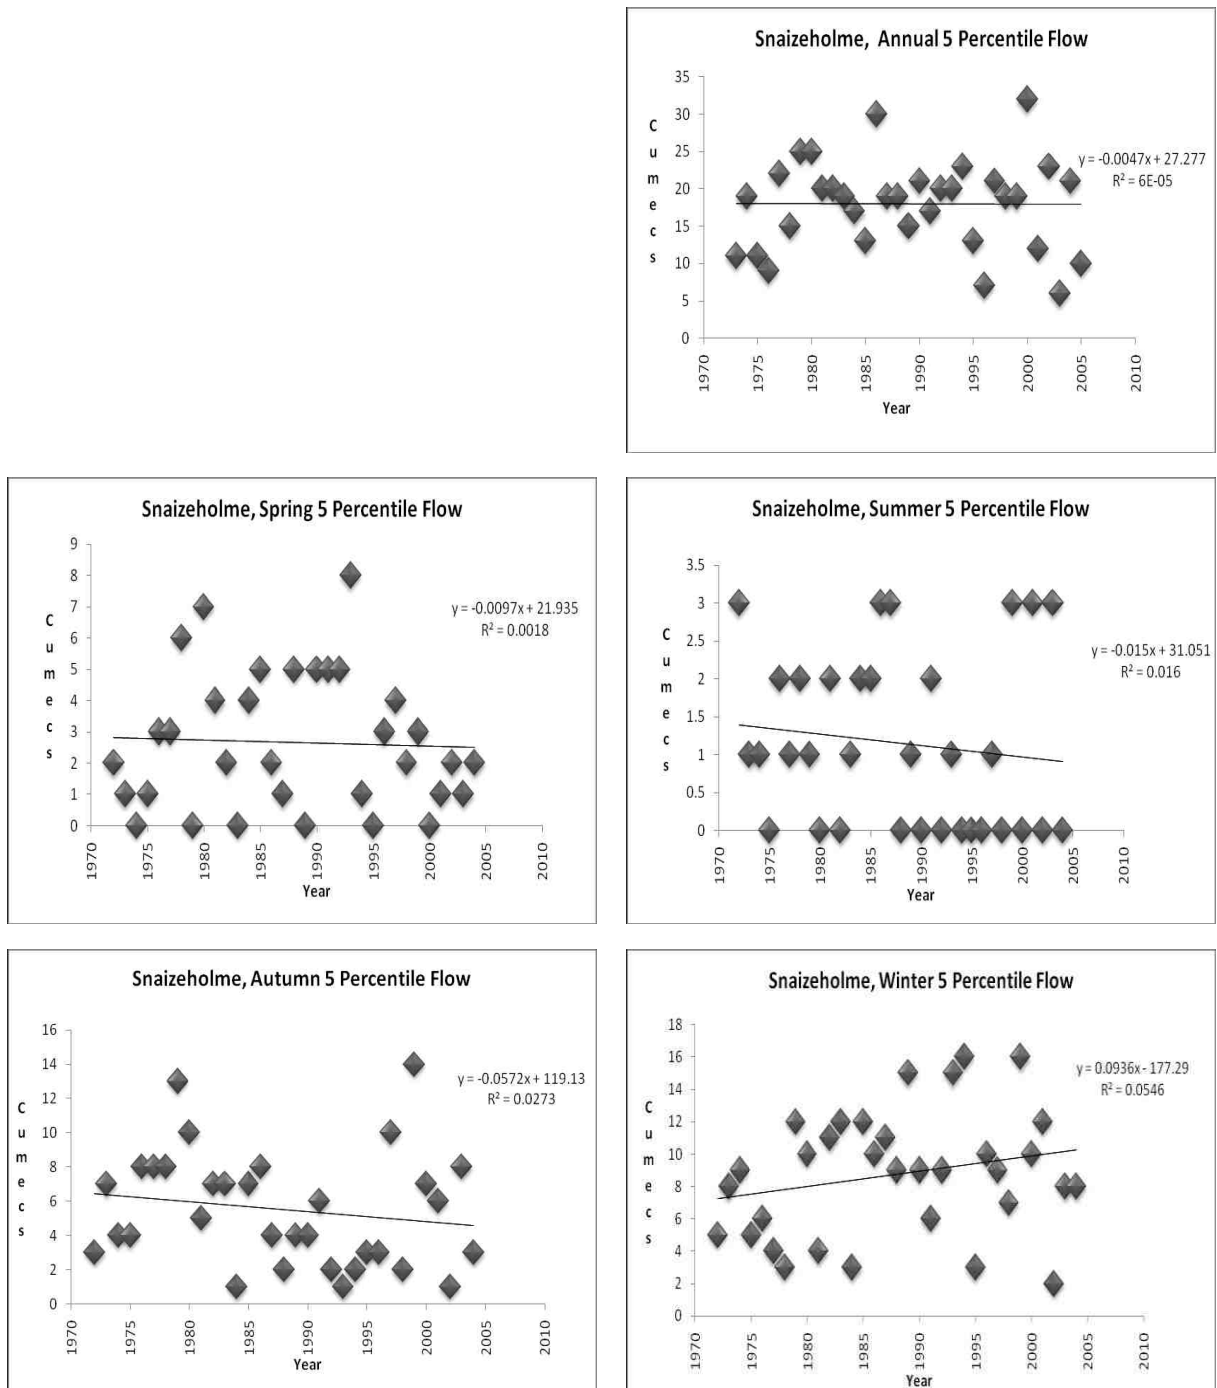 Snaizeholme, Annual 5 Percentile Flow
35
30
25
20
15
10
5
0
Cumecs
y = -0.0047x + 27.277
R² = 6E-05
1970 1975 1980 1985 1990 1995 2000 2005 2010
Year
Snaizeholme, Spring 5 Percentile Flow
9
8
7
6
5
4
3
2
1
0
Cumecs
y = -0.0097x + 21.935
R² = 0.0018
1970 1975 1980 1985 1990 1995 2000 2005 2010
Year
Snaizeholme, Summer 5 Percentile Flow
3.5
3
2.5
2
1.5
1
0.5
0
Cumecs
y = -0.015x + 31.051
R² = 0.016
1970 1975 1980 1985 1990 1995 2000 2005 2010
Year
Snaizeholme, Autumn 5 Percentile Flow
16
14
12
10
8
6
4
2
0
Cumecs
y = -0.0572x + 119.13
R² = 0.0273
1970 1975 1980 1985 1990 1995 2000 2005 2010
Year
Snaizeholme, Winter 5 Percentile Flow
18
16
14
12
10
8
6
4
2
0
Cumecs
y = 0.0936x - 177.29
R² = 0.0546
1970 1975 1980 1985 1990 1995 2000 2005 2010
Year